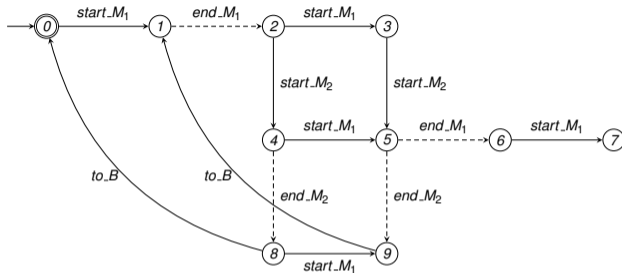 start_M1 end_M1 start_M1
0 1 2 3
start_M2 start_M2
start_M1 end_M1 start_M1
4 5 6 7
to_B to_B end_M2 end_M2
8 9
start_M1